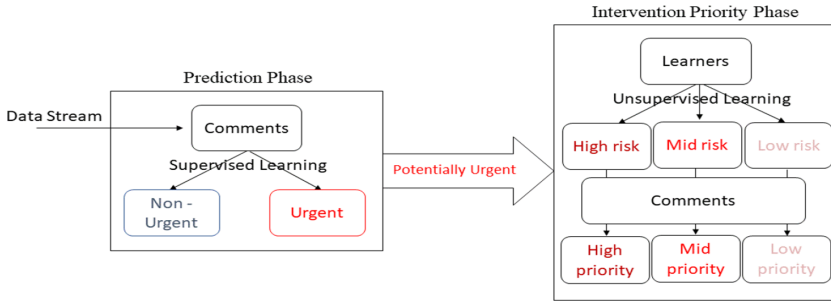 Intervention Priority Phase
Prediction Phase
Data Stream
Comments
Supervised Learning
Non -
Urgent
Urgent
Potentially Urgent
Learners
Unsupervised Learning
High risk
Mid risk
Low risk
Comments
High
priority
Mid
priority
Low
priority